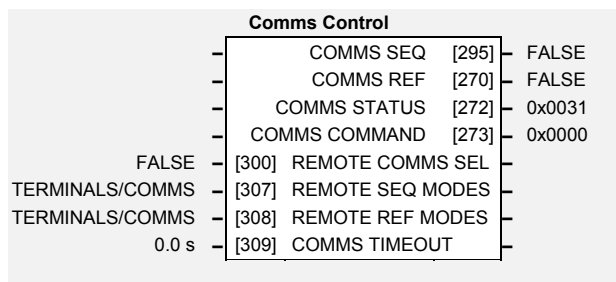 Comms Control
COMMS SEQ [295] FALSE
COMMS REF [270] FALSE
COMMS STATUS [272] 0x0031
COMMS COMMAND [273] 0x0000
FALSE [300] REMOTE COMMS SEL
TERMINALS/COMMS [307] REMOTE SEQ MODES
TERMINALS/COMMS [308] REMOTE REF MODES
0.0 s [309] COMMS TIMEOUT